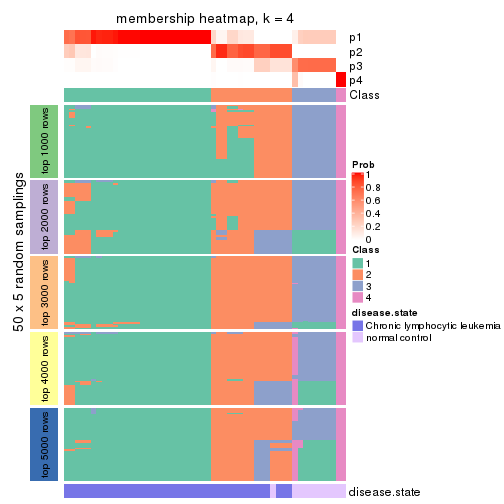 membership heatmap, k = 4
p1
p2
p3
p4
Class
50 x 5 random samplings
top 1000 rows
top 2000 rows
top 3000 rows
top 4000 rows
top 5000 rows
Prob
1
0.8
0.6
0.4
0.2
0
Class
1
2
3
4
disease.state
Chronic lymphocytic leukemia
normal control
disease.state